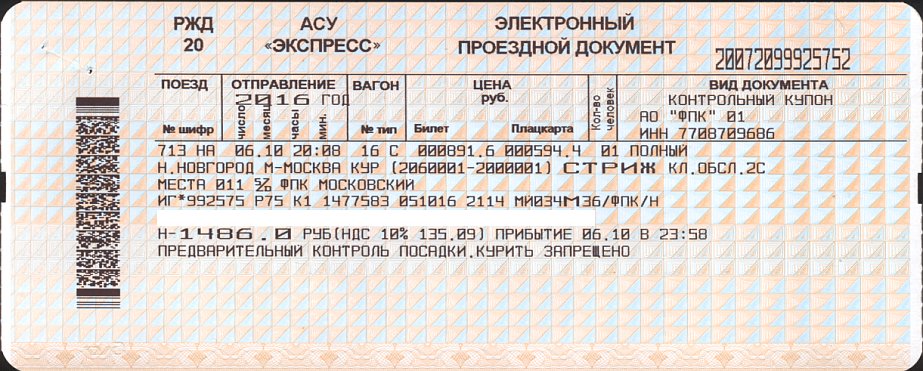 РЖД АСУ ЭЛЕКТРОННЫЙ
20 «ЭКСПРЕСС» ПРОЕЗДНОЙ ДОКУМЕНТ 20072099925752
ПОЕЗД ОТПРАВЛЕНИЕ ВАГОН ЦЕНА Кол-во человек ВИД ДОКУМЕНТА
2016 ГОД руб. КОНТРОЛЬНЫЙ КУПОН
число месяц часы мин. АО "ФПК" 01
№ шифр № тип Билет Плацкарта ИНН 7708709686
713 НА 06.10 20:08 16 С 000891.6 000594.4 01 ПОЛНЫЙ
Н.НОВГОРОД М-МОСКВА КУР (2060001-2000001) СТРИЖ КЛ.ОБСЛ.2С
МЕСТА 011 ФПК МОСКОВСКИЙ
ИГ*992575 Р75 К1 1477583 051016 2114 МЙ034М36/ФПК/Н
Н-1486.0 РУБ(НДС 10% 135.09) ПРИБЫТИЕ 06.10 В 23:58
ПРЕДВАРИТЕЛЬНЫЙ КОНТРОЛЬ ПОСАДКИ.КУРИТЬ ЗАПРЕЩЕНО